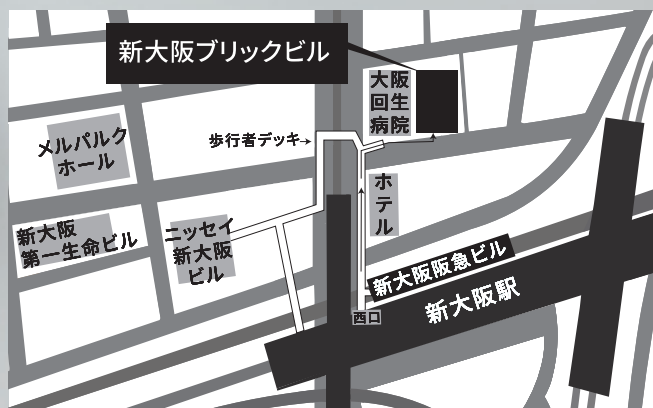 新大阪ブリックビル
大阪
回生
病院
メルパルク
ホール
歩行者デッキ→
ホテル
新大阪
第一生命ビル
ニッセイ
新大阪
ビル
新大阪阪急ビル
新大阪駅
西口